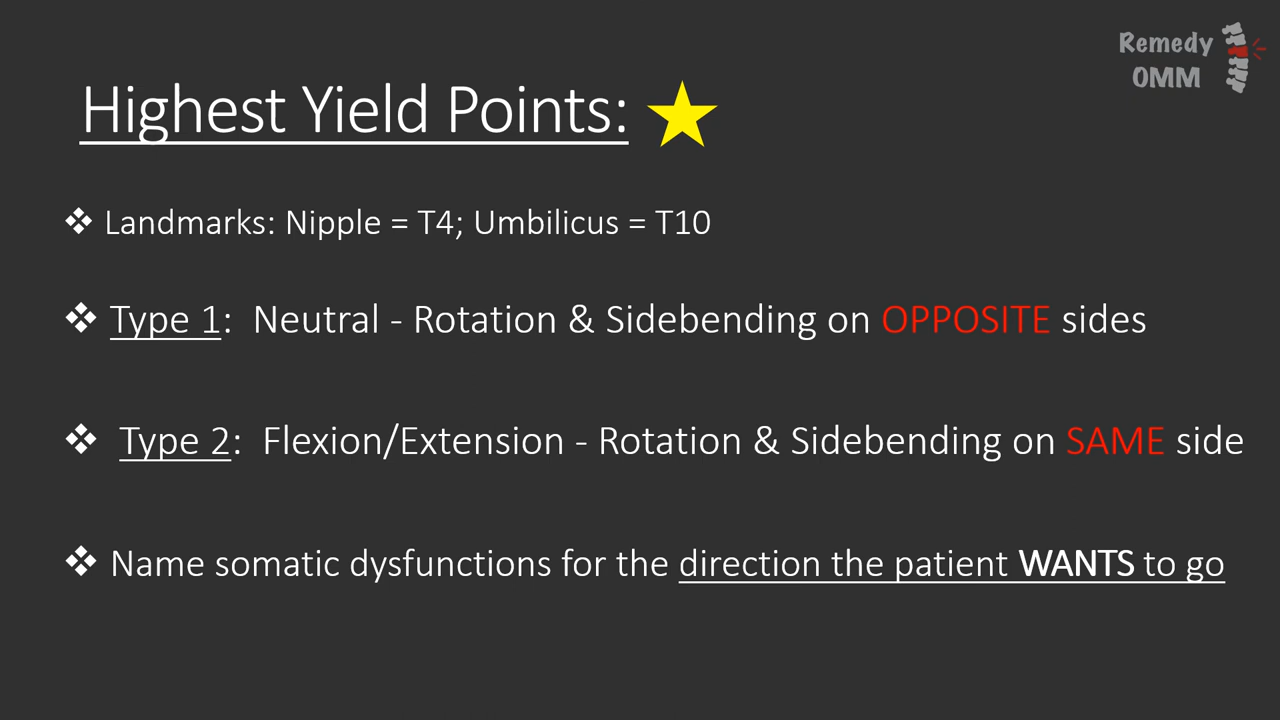 Remedy
OMM
Highest Yield Points:
❖ Landmarks: Nipple = T4; Umbilicus = T10
❖ Type 1: Neutral - Rotation & Sidebending on OPPOSITE sides
❖ Type 2: Flexion/Extension - Rotation & Sidebending on SAME side
❖ Name somatic dysfunctions for the direction the patient WANTS to go